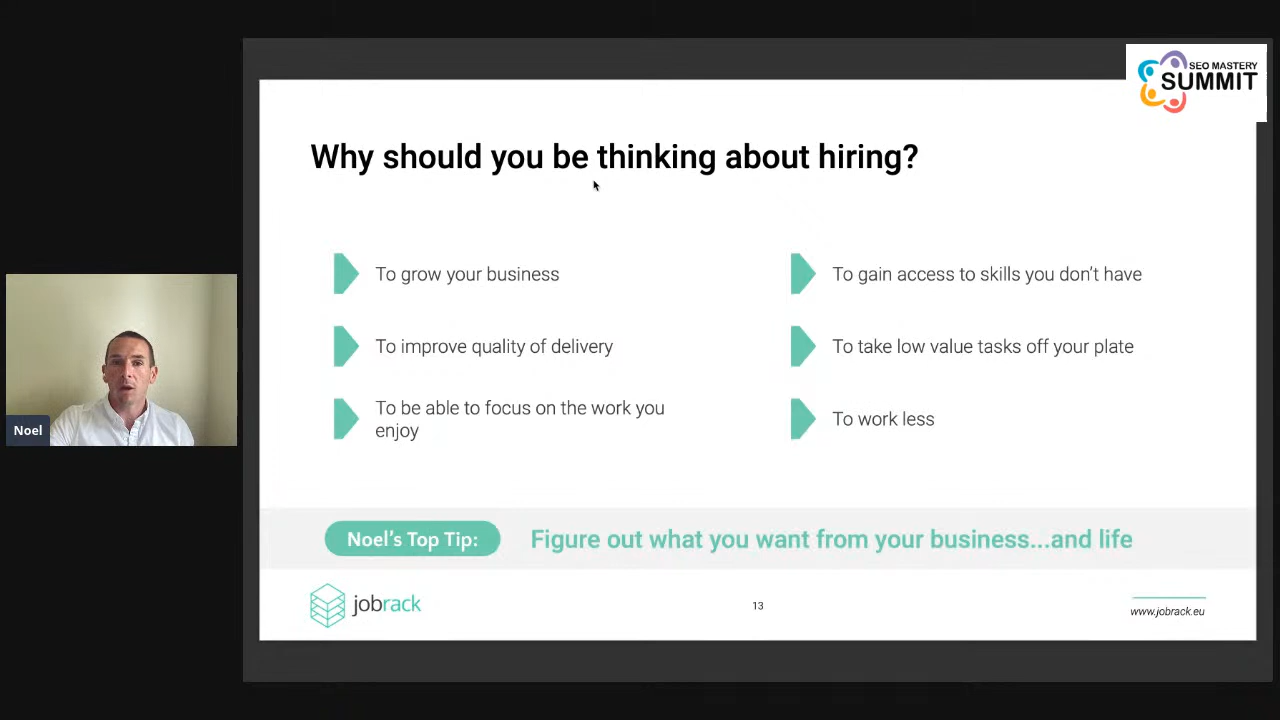 SEO MASTERY
SUMMIT
Why should you be thinking about hiring?
To grow your business
To gain access to skills you don't have
To improve quality of delivery
To take low value tasks off your plate
To be able to focus on the work you
enjoy
To work less
Noel
Noel's Top Tip:
Figure out what you want from your business...and life
jobrack
13
www.jobrack.eu